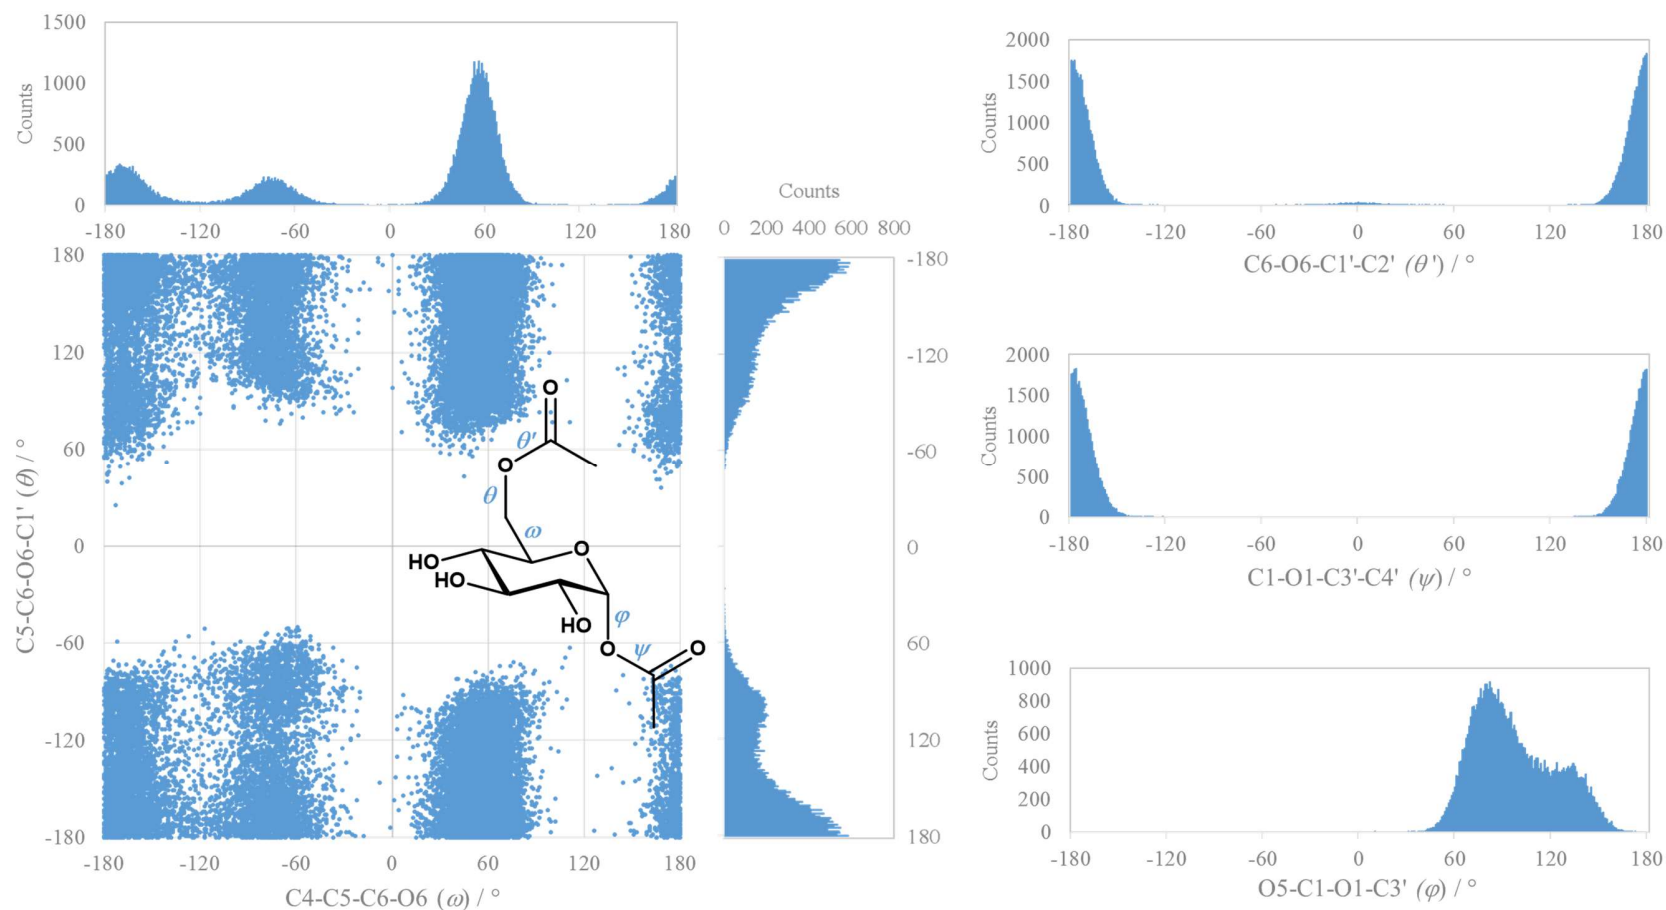 1500
1000
500
0
Counts
-180 -120 -60 0 60 120 180
Counts
0 200 400 600 800
180
120
60
0
-60
-120
-180
C5-C6-O6-C1' (θ) / °
-180 -120 -60 0 60 120 180
C4-C5-C6-O6 (ω) / °
O
θ'
O
θ
ω
HO
O
HO
HO
φ
O
ψ
O
-180
-120
-60
0
60
120
180
2000
1500
1000
500
0
Counts
-180 -120 -60 0 60 120 180
C6-O6-C1'-C2' (θ') / °
2000
1500
1000
500
0
Counts
-180 -120 -60 0 60 120 180
C1-O1-C3'-C4' (ψ) / °
1000
800
600
400
200
0
Counts
-180 -120 -60 0 60 120 180
O5-C1-O1-C3' (φ) / °